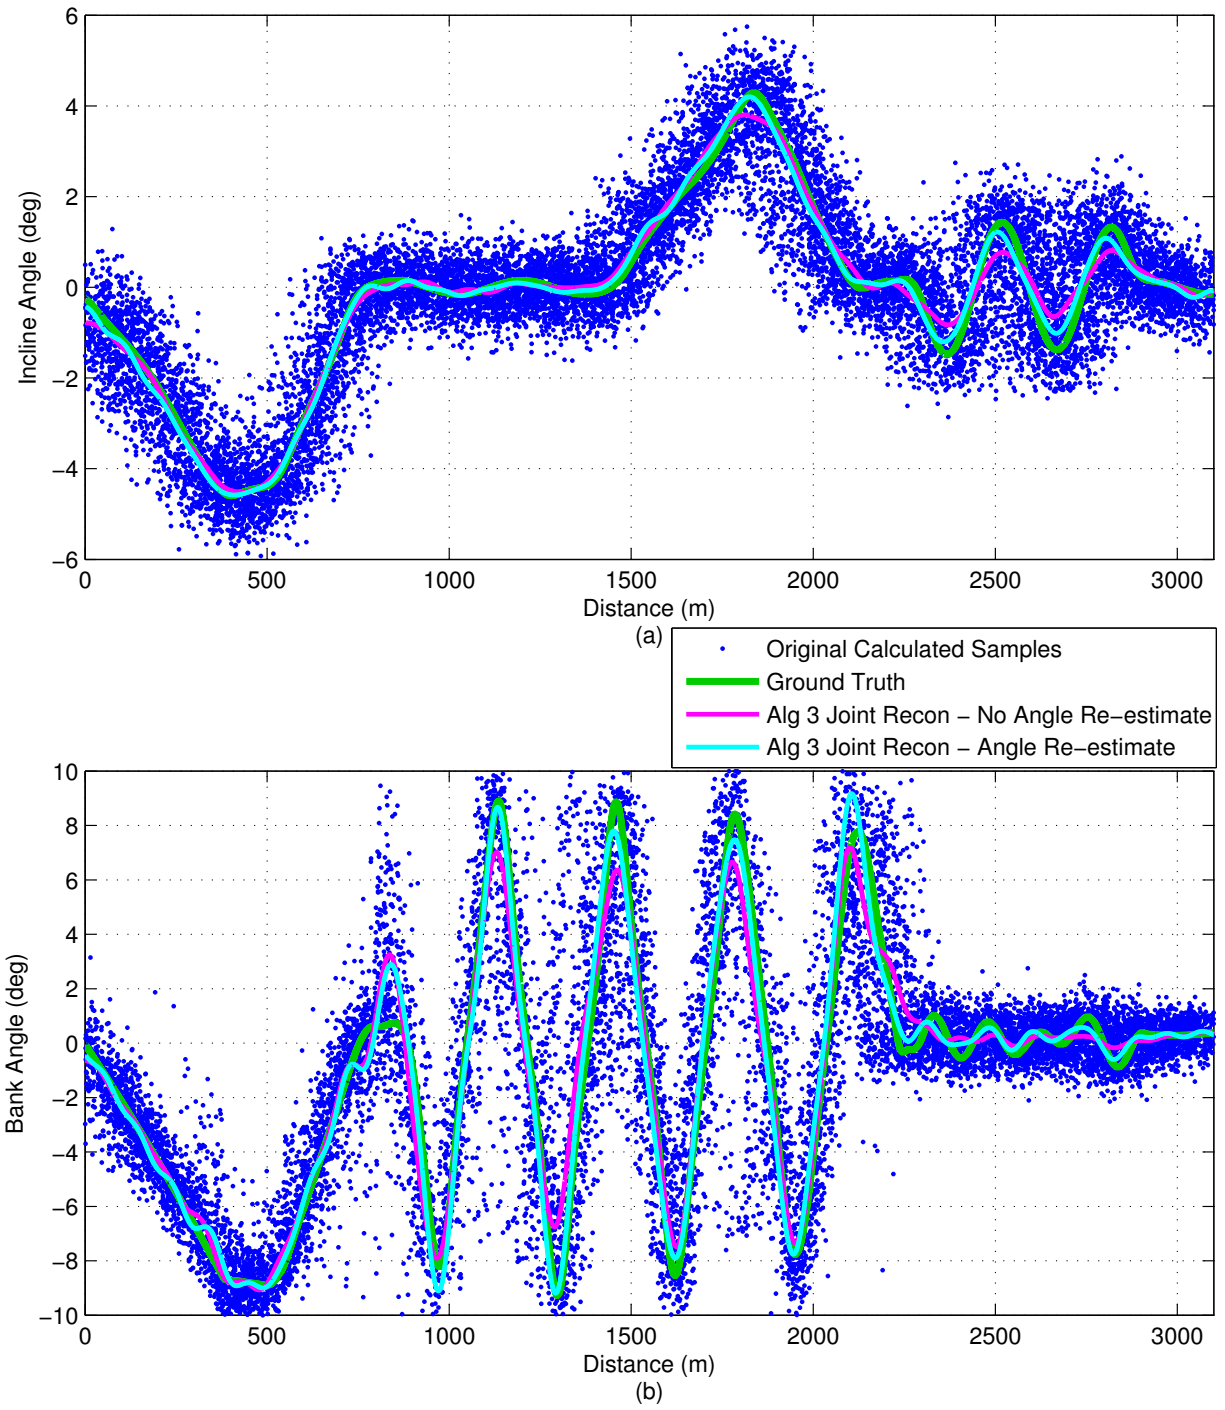 6
4
2
0
−2
−4
−6
Incline Angle (deg)
0 500 1000 1500 2000 2500 3000
Distance (m)
(a)
Original Calculated Samples
Ground Truth
Alg 3 Joint Recon − No Angle Re−estimate
Alg 3 Joint Recon − Angle Re−estimate
10
8
6
4
2
0
−2
−4
−6
−8
−10
Bank Angle (deg)
0 500 1000 1500 2000 2500 3000
Distance (m)
(b)